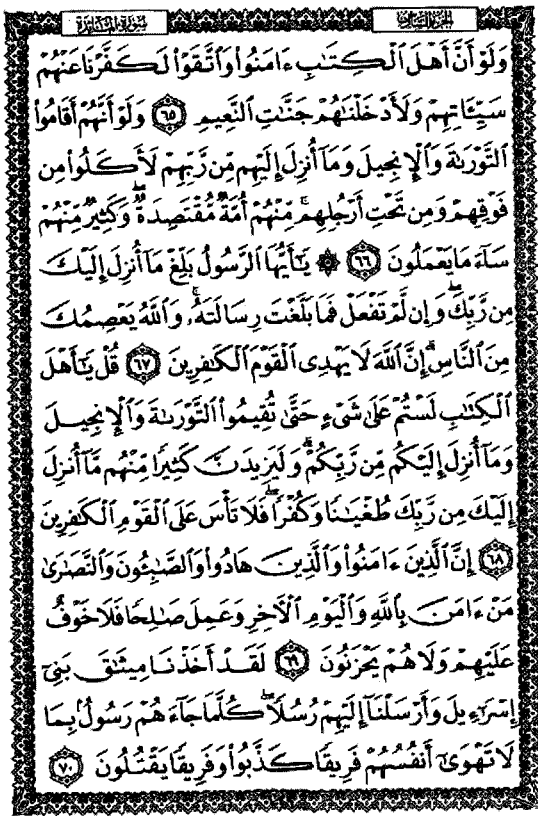 سورة المائدة
الجزء السادس
وَلَوْ أَنَّ أَهْلَ ٱلْكِتَٰبِ ءَامَنُوا۟ وَٱتَّقَوْا۟ لَكَفَّرْنَا عَنْهُمْ
سَيِّـَٔاتِهِمْ وَلَأَدْخَلْنَٰهُمْ جَنَّٰتِ ٱلنَّعِيمِ ٦٥ وَلَوْ أَنَّهُمْ أَقَامُوا۟
ٱلتَّوْرَىٰةَ وَٱلْإِنجِيلَ وَمَآ أُنزِلَ إِلَيْهِم مِّن رَّبِّهِمْ لَأَكَلُوا۟ مِن
فَوْقِهِمْ وَمِن تَحْتِ أَرْجُلِهِم ۚ مِّنْهُمْ أُمَّةٌ مُّقْتَصِدَةٌ ۖ وَكَثِيرٌ مِّنْهُمْ
سَآءَ مَا يَعْمَلُونَ ٦٦ ۞ يَٰٓأَيُّهَا ٱلرَّسُولُ بَلِّغْ مَآ أُنزِلَ إِلَيْكَ
مِن رَّبِّكَ ۖ وَإِن لَّمْ تَفْعَلْ فَمَا بَلَّغْتَ رِسَالَتَهُۥ ۚ وَٱللَّهُ يَعْصِمُكَ
مِنَ ٱلنَّاسِ ۗ إِنَّ ٱللَّهَ لَا يَهْدِى ٱلْقَوْمَ ٱلْكَٰفِرِينَ ٦٧ قُلْ يَٰٓأَهْلَ
ٱلْكِتَٰبِ لَسْتُمْ عَلَىٰ شَىْءٍ حَتَّىٰ تُقِيمُوا۟ ٱلتَّوْرَىٰةَ وَٱلْإِنجِيلَ
وَمَآ أُنزِلَ إِلَيْكُم مِّن رَّبِّكُمْ ۗ وَلَيَزِيدَنَّ كَثِيرًا مِّنْهُم مَّآ أُنزِلَ
إِلَيْكَ مِن رَّبِّكَ طُغْيَٰنًا وَكُفْرًا ۖ فَلَا تَأْسَ عَلَى ٱلْقَوْمِ ٱلْكَٰفِرِينَ
٦٨ إِنَّ ٱلَّذِينَ ءَامَنُوا۟ وَٱلَّذِينَ هَادُوا۟ وَٱلصَّٰبِـُٔونَ وَٱلنَّصَٰرَىٰ
مَنْ ءَامَنَ بِٱللَّهِ وَٱلْيَوْمِ ٱلْـَٔاخِرِ وَعَمِلَ صَٰلِحًا فَلَا خَوْفٌ
عَلَيْهِمْ وَلَا هُمْ يَحْزَنُونَ ٦٩ لَقَدْ أَخَذْنَا مِيثَٰقَ بَنِىٓ
إِسْرَٰٓءِيلَ وَأَرْسَلْنَآ إِلَيْهِمْ رُسُلًا ۖ كُلَّمَا جَآءَهُمْ رَسُولٌۢ بِمَا
لَا تَهْوَىٰٓ أَنفُسُهُمْ فَرِيقًا كَذَّبُوا۟ وَفَرِيقًا يَقْتُلُونَ ٧٠